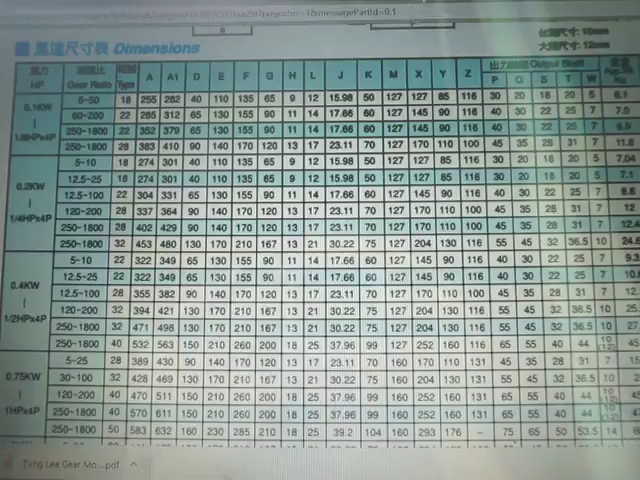 messagePartId=0,1
馬達尺寸表 Dimensions
馬力 減速比 Type A A1 D E F G H L J K M X Y Z 出力軸端 Output Shaft
HP Gear Ratio P Q S T W
0.1KW 5~50 18 255 282 40 110 135 65 9 12 15.98 50 127 127 85 116 30 20 18 20 5 6.1
60~200 22 285 312 65 130 155 90 11 14 17.66 60 127 145 90 116 40 30 22 25 7
1/8HPx4P 250~1800 22 352 379 65 130 155 90 11 14 17.66 60 127 145 90 116 40 30 22 25 7
250~1800 28 383 410 90 140 170 120 13 17 23.11 70 127 170 110 100 45 35 28 31 7 11.6
0.2KW 5~10 18 274 301 40 110 135 65 9 12 15.98 50 127 127 85 116 30 20 18 20 5 7.04
12.5~25 18 274 301 40 110 135 65 9 12 15.98 50 127 127 85 116 30 20 18 20 5 7.1
12.5~100 22 304 331 65 130 155 90 11 14 17.66 60 127 145 90 116 40 30 22 25 7 8.8
120~200 28 337 364 90 140 170 120 13 17 23.11 70 127 170 110 100 45 35 28 31 7 12
1/4HPx4P 250~1800 28 402 429 90 140 170 120 13 17 23.11 70 127 170 110 100 45 35 28 31 7 12.4
250~1800 32 453 480 130 170 210 167 13 21 30.22 75 127 204 130 116 55 45 32 36.5 10
0.4KW 5~10 22 322 349 65 130 155 90 11 14 17.66 60 127 145 90 116 40 30 22 25 7 9.3
12.5~25 22 322 349 65 130 155 90 11 14 17.66 60 127 145 90 116 40 30 22 25 7
12.5~100 28 355 382 90 140 170 120 13 17 23.11 70 127 170 110 100 45 35 28 31 7
1/2HPx4P 120~200 32 394 421 130 170 210 167 13 21 30.22 75 127 204 130 116 55 45 32 36.5 10
250~1800 32 471 498 130 170 210 167 13 21 30.22 75 127 204 130 116 55 45 32 36.5 10
250~1800 40 532 563 150 210 260 200 18 25 37.96 99 127 252 160 116 65 55 40 44
0.75KW 5~25 28 389 430 90 140 170 120 13 17 23.11 70 160 170 110 131 45 35 28 31 7
30~100 32 428 469 130 170 210 167 13 21 30.22 75 160 204 130 131 55 45 32 36.5 10
120~200 40 470 511 150 210 260 200 18 25 37.96 99 160 252 160 131 65 55 40 44
1HPx4P 250~1800 40 570 611 150 210 260 200 18 25 37.96 99 160 252 160 131 65 55 40 44
250~1800 50 583 632 160 230 285 210 18 25 39.2 104 160 293 176 – 75 65 50 53.5 14
Tung Lee Gear Mo....pdf